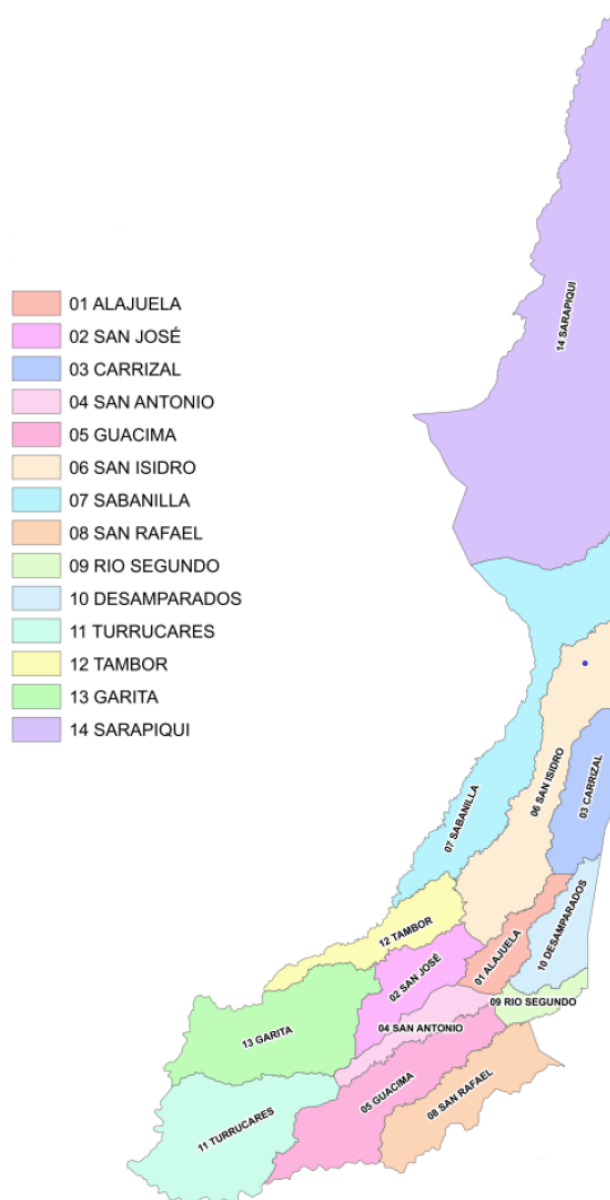 01 ALAJUELA
02 SAN JOSÉ
03 CARRIZAL
04 SAN ANTONIO
05 GUACIMA
06 SAN ISIDRO
07 SABANILLA
08 SAN RAFAEL
09 RIO SEGUNDO
10 DESAMPARADOS
11 TURRUCARES
12 TAMBOR
13 GARITA
14 SARAPIQUI
14 SARAPIQUI
06 SAN ISIDRO
03 CARRIZAL
07 SABANILLA
10 DESAMPARADOS
12 TAMBOR
01 ALAJUELA
02 SAN JOSÉ
09 RIO SEGUNDO
04 SAN ANTONIO
13 GARITA
05 GUACIMA
08 SAN RAFAEL
11 TURRUCARES